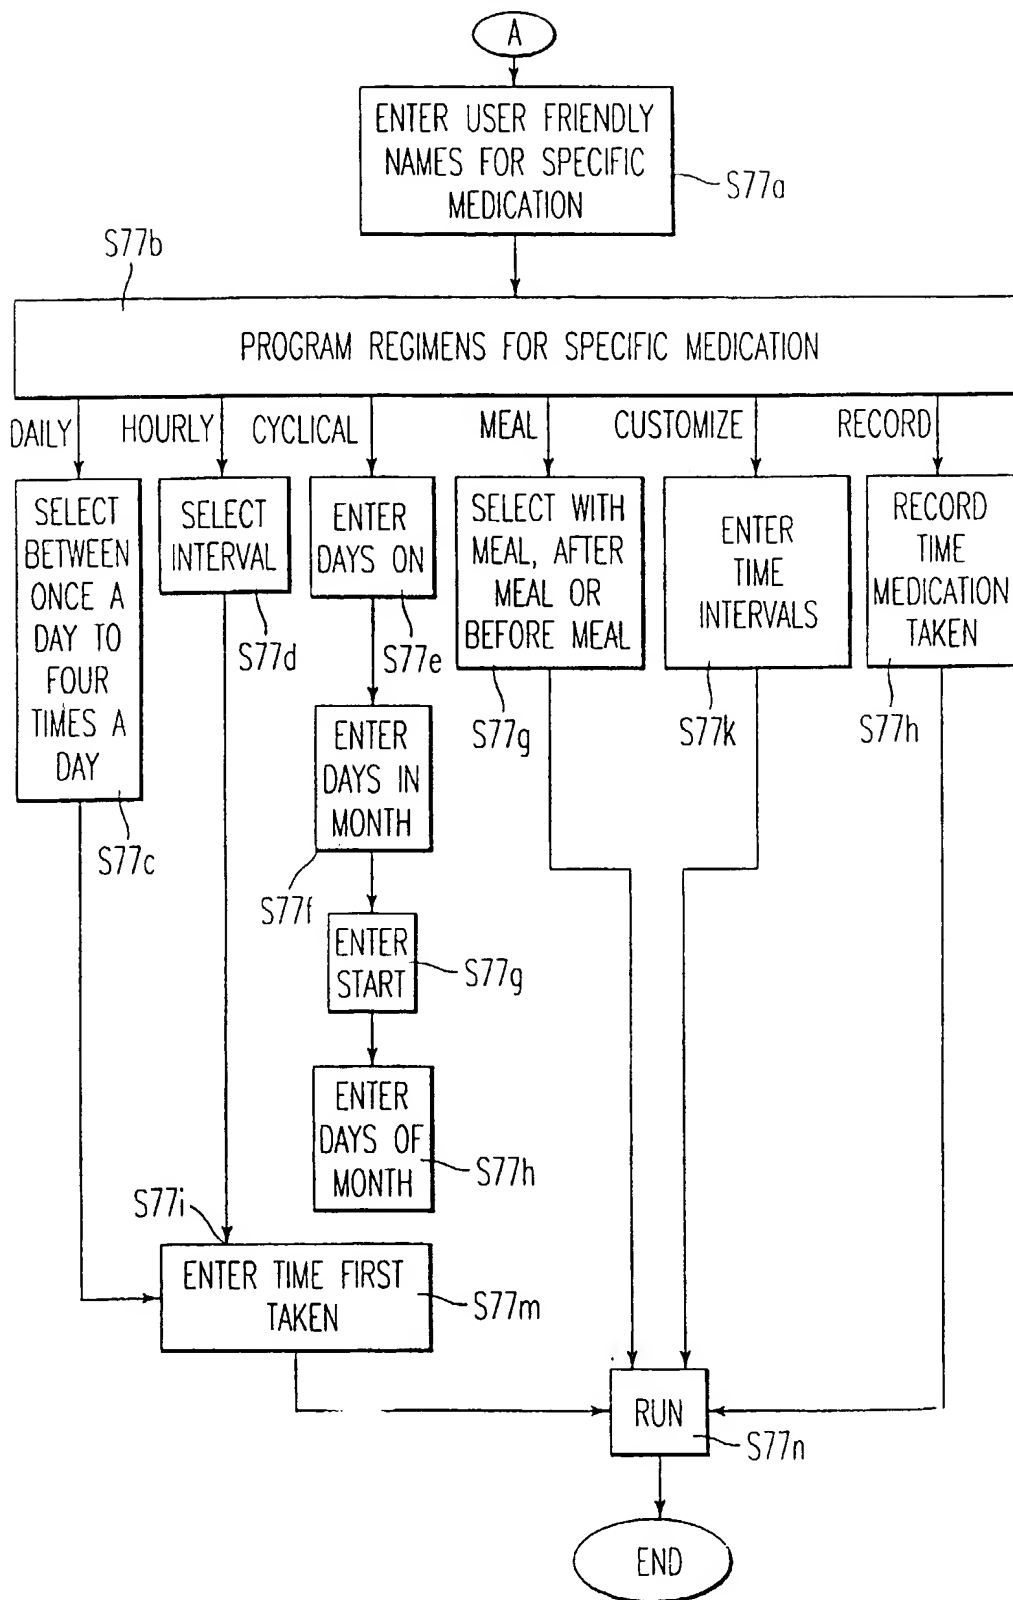 A
ENTER USER FRIENDLY
NAMES FOR SPECIFIC
MEDICATION
S77a
S77b
PROGRAM REGIMENS FOR SPECIFIC MEDICATION
DAILY
HOURLY
CYCLICAL
MEAL
CUSTOMIZE
RECORD
SELECT
BETWEEN
ONCE A
DAY TO
FOUR
TIMES A
DAY
S77c
SELECT
INTERVAL
S77d
ENTER
DAYS ON
S77e
SELECT WITH
MEAL, AFTER
MEAL OR
BEFORE MEAL
S77g
ENTER
TIME
INTERVALS
S77k
RECORD
TIME
MEDICATION
TAKEN
S77h
ENTER
DAYS IN
MONTH
S77f
ENTER
START
S77g
ENTER
DAYS OF
MONTH
S77h
S77i
ENTER TIME FIRST
TAKEN
S77m
RUN
S77n
END